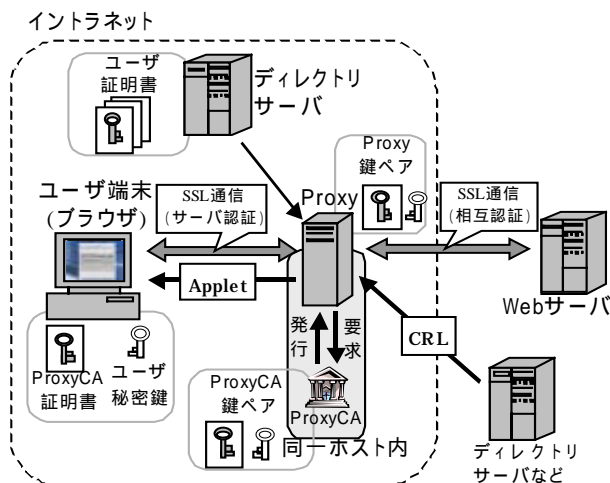 イントラネット
ユーザ
証明書
ディレクトリ
サーバ
Proxy
鍵ペア
ユーザ端末
(ブラウザ)
SSL通信
(サーバ認証)
Proxy
SSL通信
(相互認証)
Applet
Webサーバ
発行
要求
CRL
ProxyCA
証明書
ユーザ
秘密鍵
ProxyCA
鍵ペア
ProxyCA
同一ホスト内
ディレクトリ
サーバなど